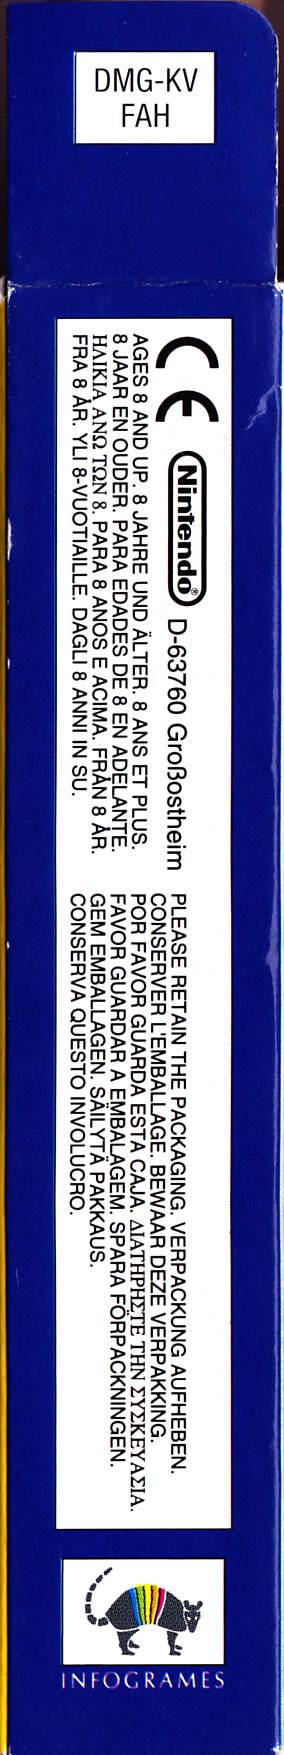 DMG-KV
FAH
CE Nintendo® D-63760 Großostheim
AGES 8 AND UP. 8 JAHRE UND ÄLTER. 8 ANS ET PLUS.
8 JAAR EN OUDER. PARA EDADES DE 8 EN ADELANTE.
ΗΛΙΚΙΑ ΑΝΩ ΤΩΝ 8. PARA 8 ANOS E ACIMA. FRÅN 8 ÅR.
FRA 8 ÅR. YLI 8-VUOTIAILLE. DAGLI 8 ANNI IN SU.
PLEASE RETAIN THE PACKAGING. VERPACKUNG AUFHEBEN.
CONSERVER L'EMBALLAGE. BEWAAR DEZE VERPAKKING.
POR FAVOR GUARDA ESTA CAJA. ΔΙΑΤΗΡΗΣΤΕ ΤΗΝ ΣΥΣΚΕΥΑΣΙΑ.
FAVOR GUARDAR A EMBALAGEM. SPARA FÖRPACKNINGEN.
GEM EMBALLAGEN. SÄILYTÄ PAKKAUS.
CONSERVA QUESTO INVOLUCRO.
INFOGRAMES